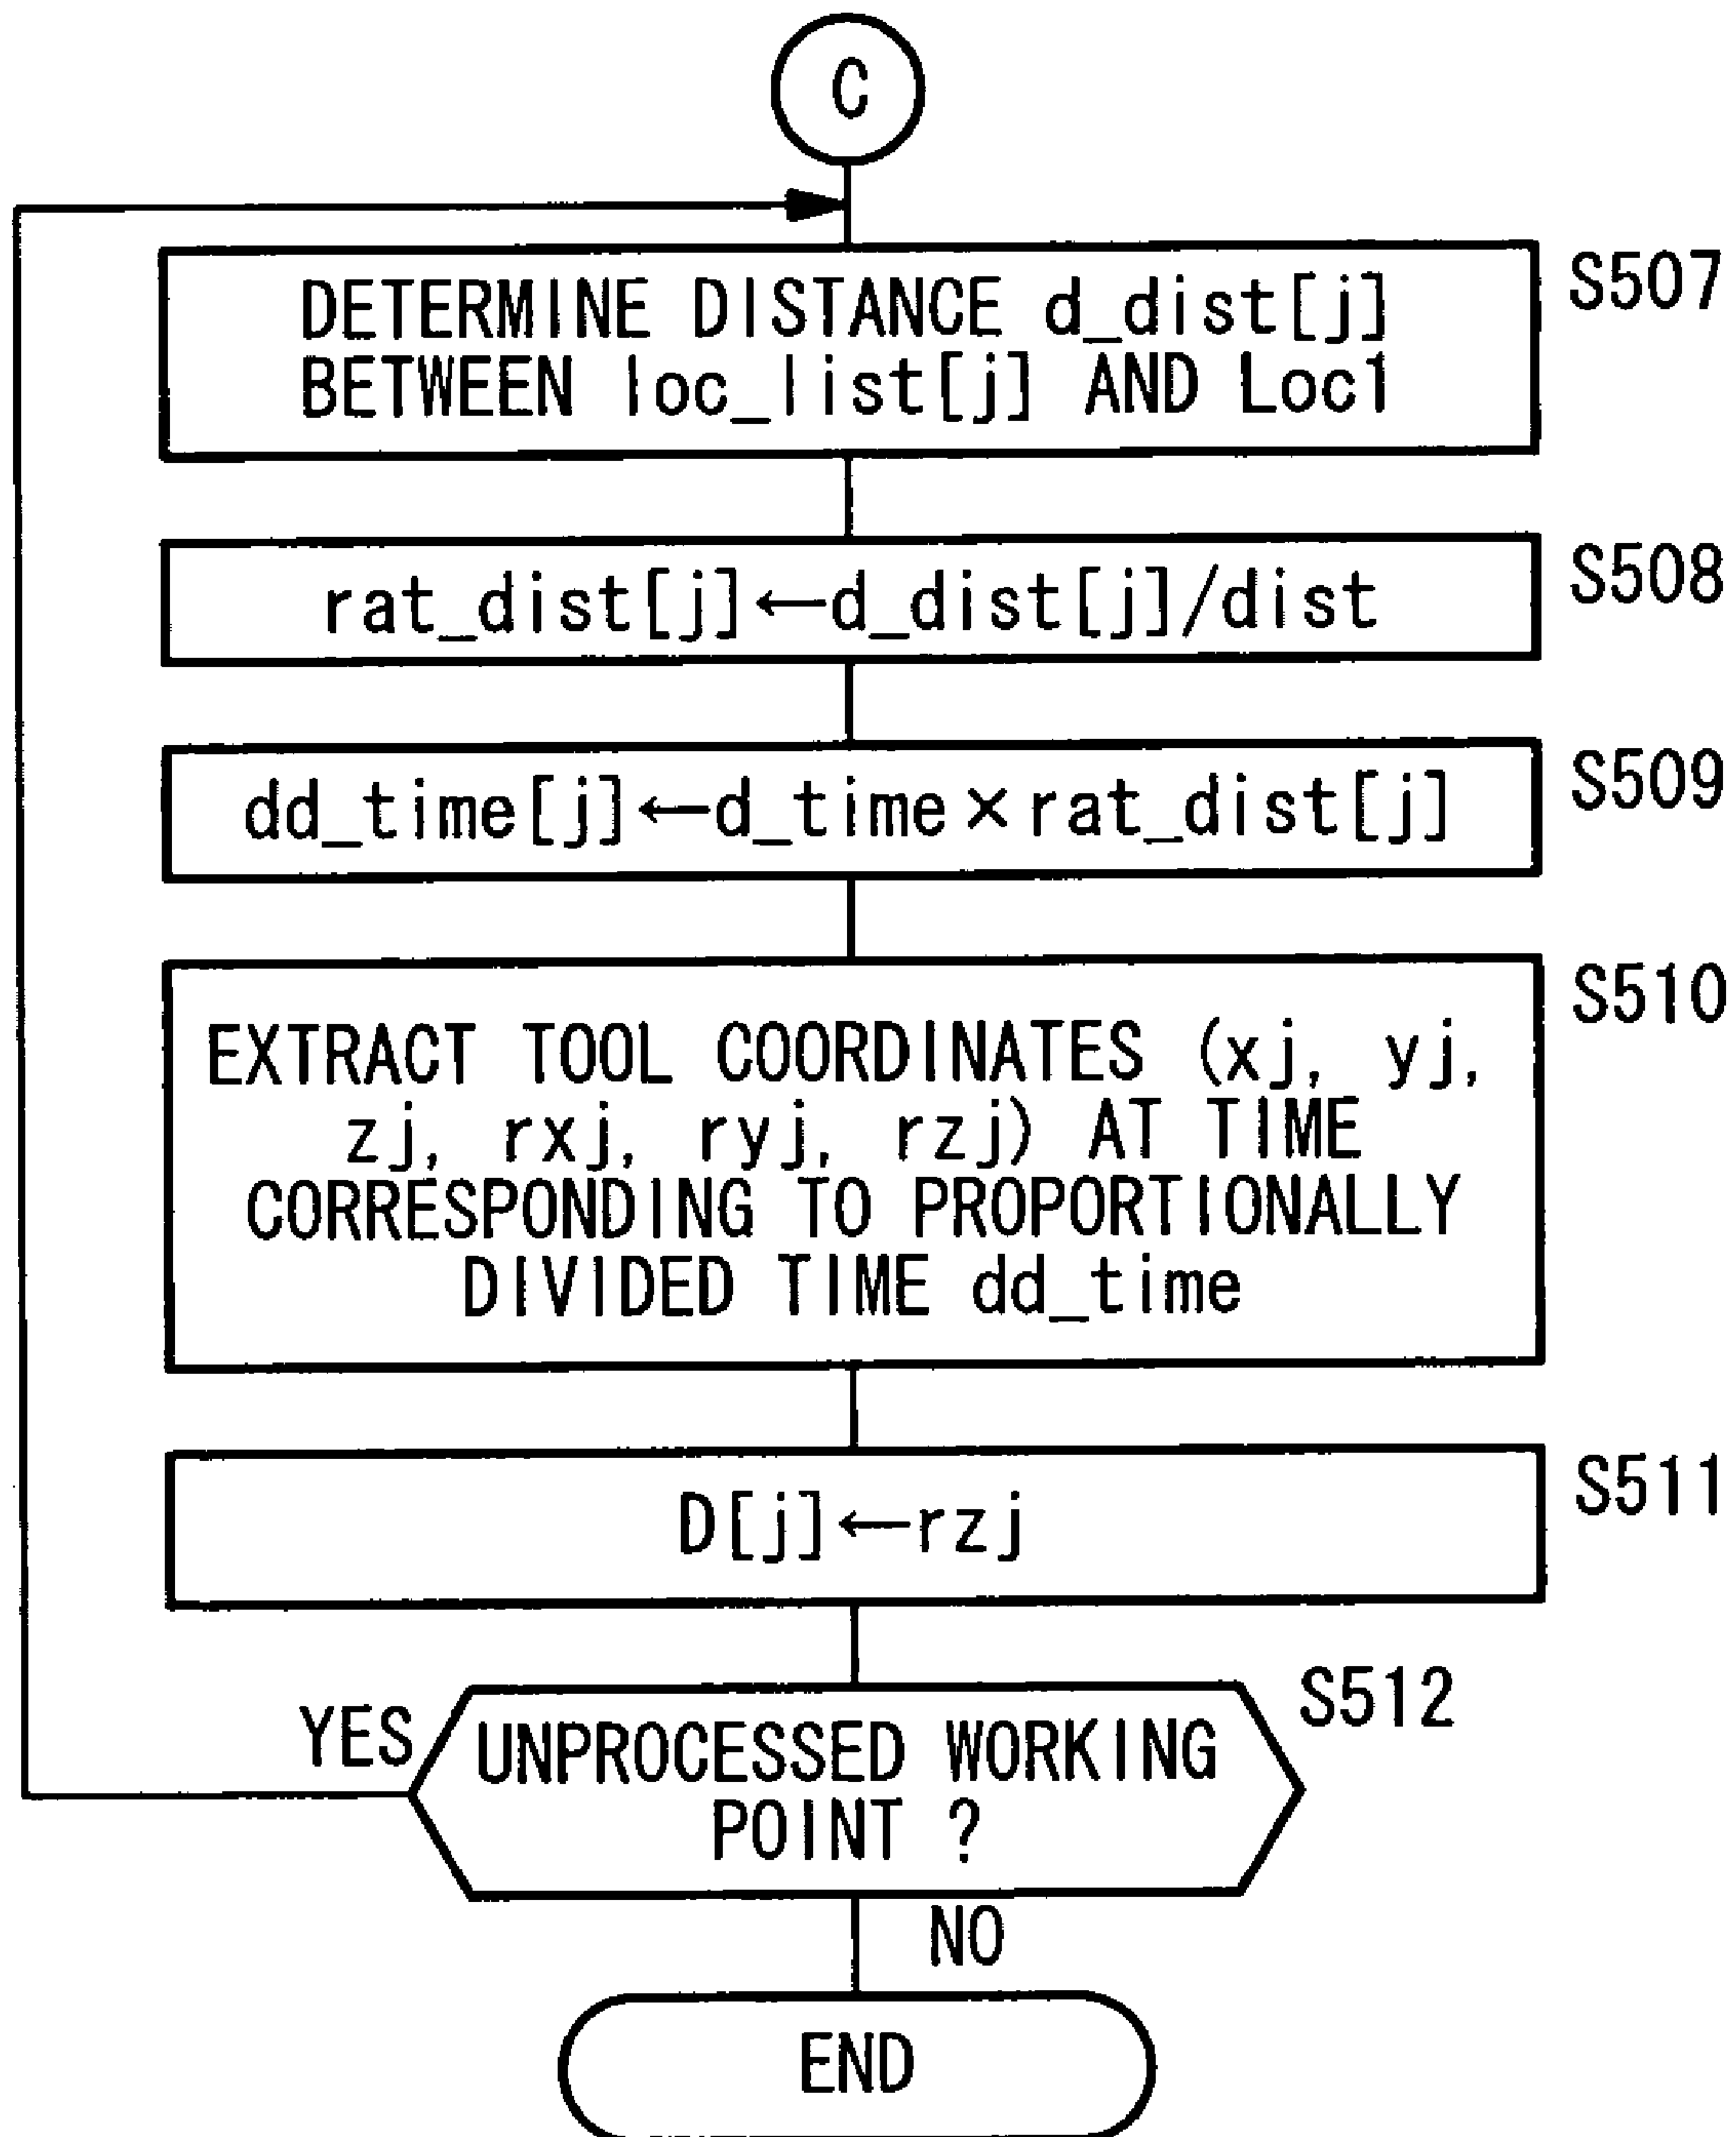 C
DETERMINE DISTANCE d_dist[j]
BETWEEN loc_list[j] AND Loc1
S507
rat_dist[j]←d_dist[j]/dist
S508
dd_time[j]←d_time×rat_dist[j]
S509
EXTRACT TOOL COORDINATES (xj, yj,
zj, rxj, ryj, rzj) AT TIME
CORRESPONDING TO PROPORTIONALLY
DIVIDED TIME dd_time
S510
D[j]←rzj
S511
S512
YES
UNPROCESSED WORKING
POINT ?
NO
END